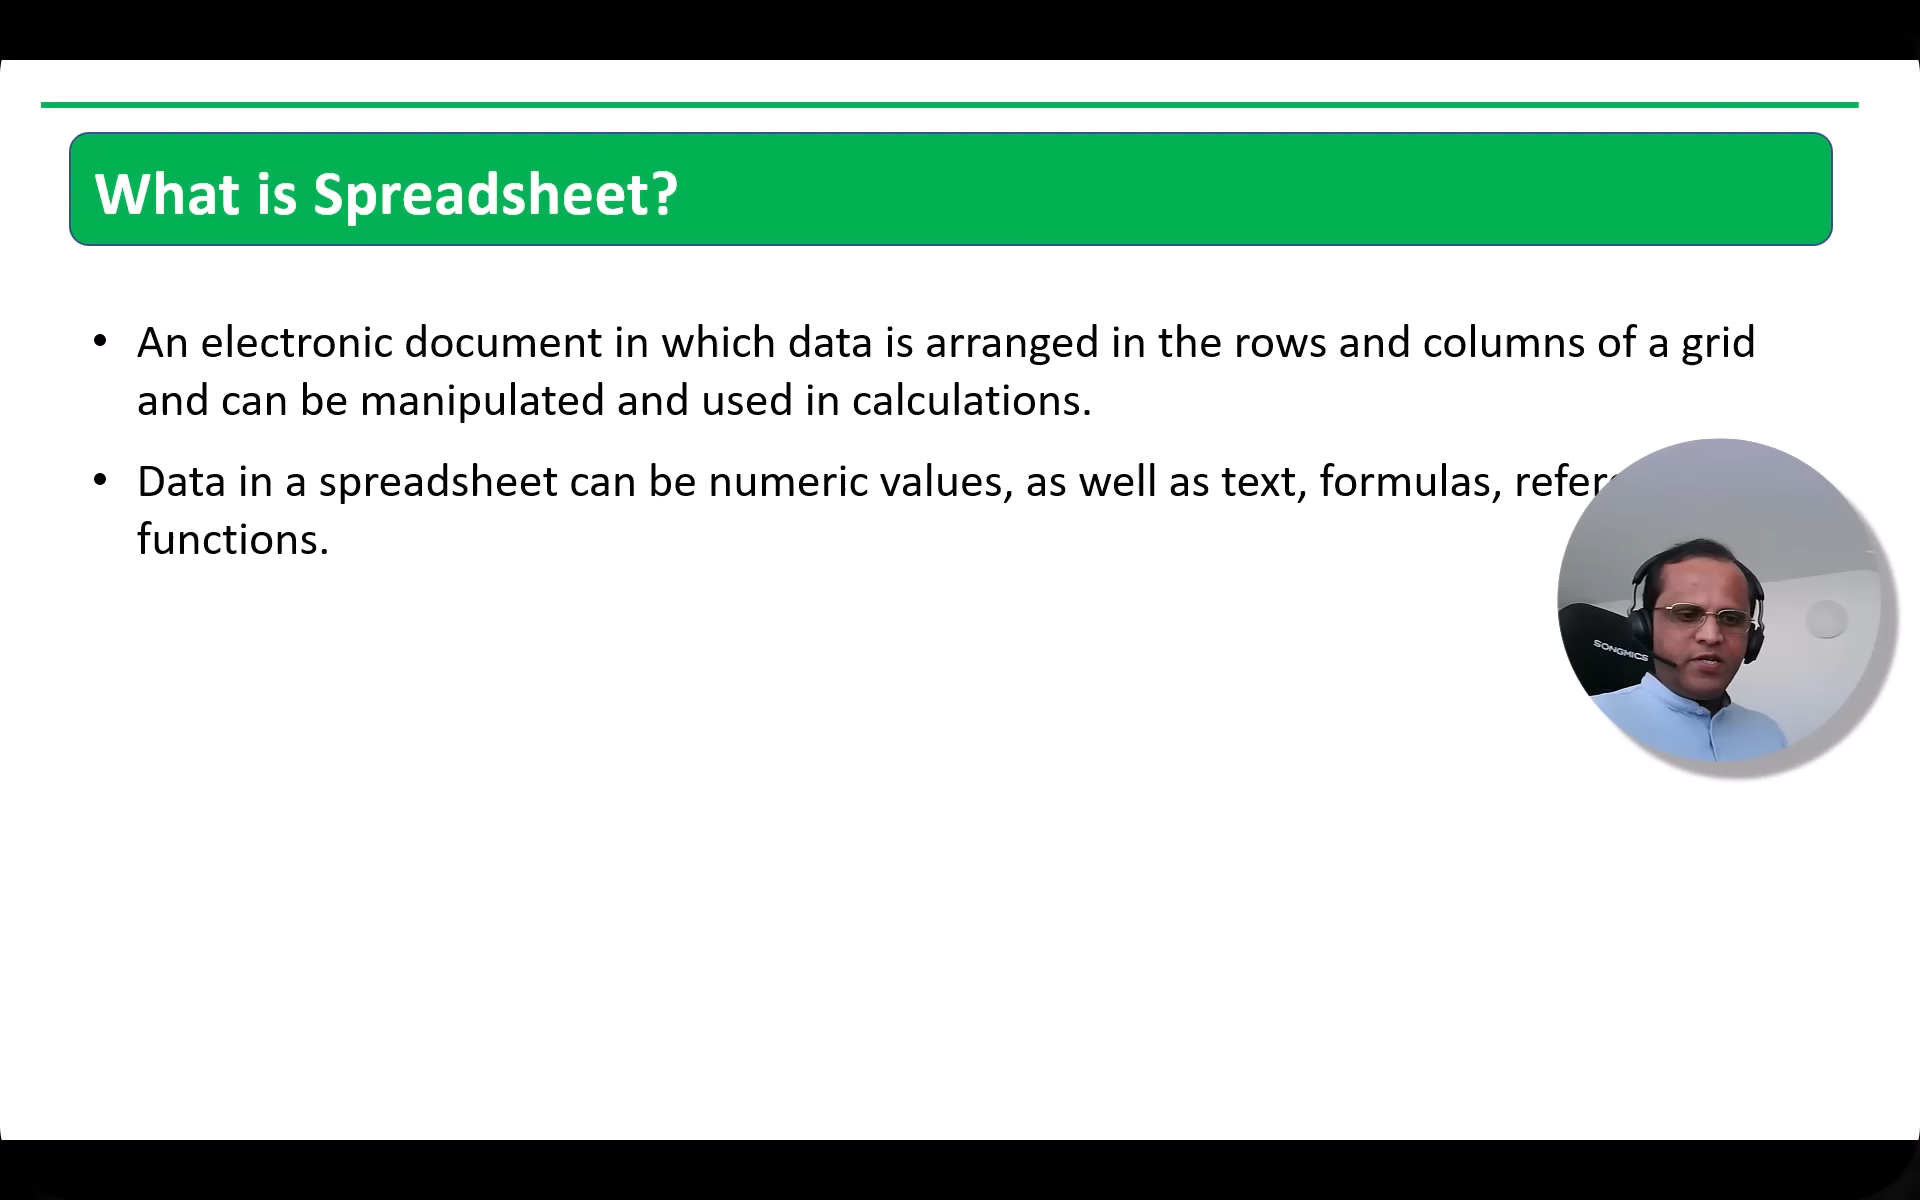 What is Spreadsheet?
• An electronic document in which data is arranged in the rows and columns of a grid
and can be manipulated and used in calculations.
• Data in a spreadsheet can be numeric values, as well as text, formulas,
functions.
SONGMICS